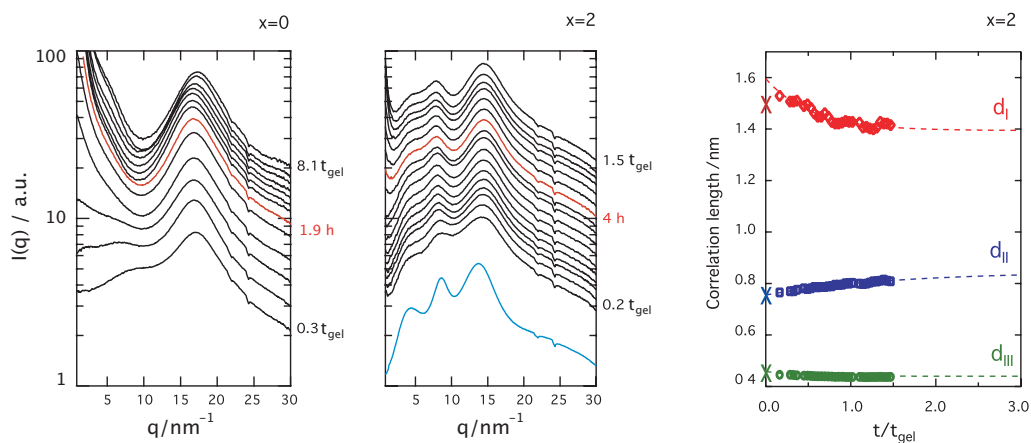 x=0
x=2
x=2
I(q) / a.u.
100
10
1
8.1 t_gel
1.9 h
0.3 t_gel
5 10 15 20 25 30
q/nm⁻¹
1.5 t_gel
4 h
0.2 t_gel
5 10 15 20 25 30
q/nm⁻¹
Correlation length /nm
1.6
1.4
1.2
1.0
0.8
0.6
0.4
d_I
d_II
d_III
0.0 1.0 2.0 3.0
t/t_gel